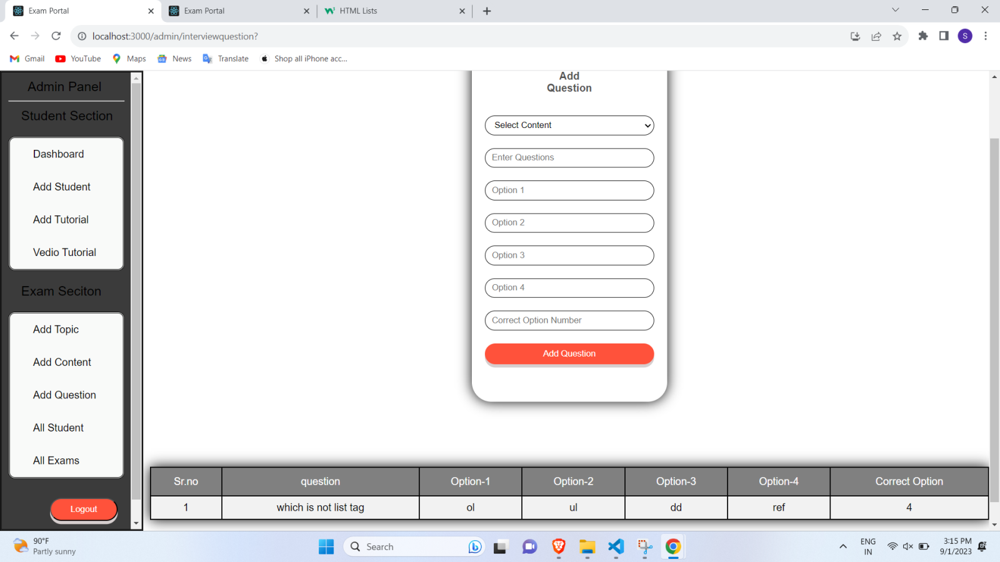 Exam Portal
Exam Portal
HTML Lists
localhost:3000/admin/interviewquestion?
S
Gmail
YouTube
Maps
News
Translate
Shop all iPhone acc...
Admin Panel
Student Section
Dashboard
Add Student
Add Tutorial
Vedio Tutorial
Exam Seciton
Add Topic
Add Content
Add Question
All Student
All Exams
Logout
Add
Question
Select Content
Enter Questions
Option 1
Option 2
Option 3
Option 4
Correct Option Number
Add Question
Sr.no question Option-1 Option-2 Option-3 Option-4 Correct Option
1 which is not list tag ol ul dd ref 4
90°F
Partly sunny
Search
ENG
IN
3:15 PM
9/1/2023